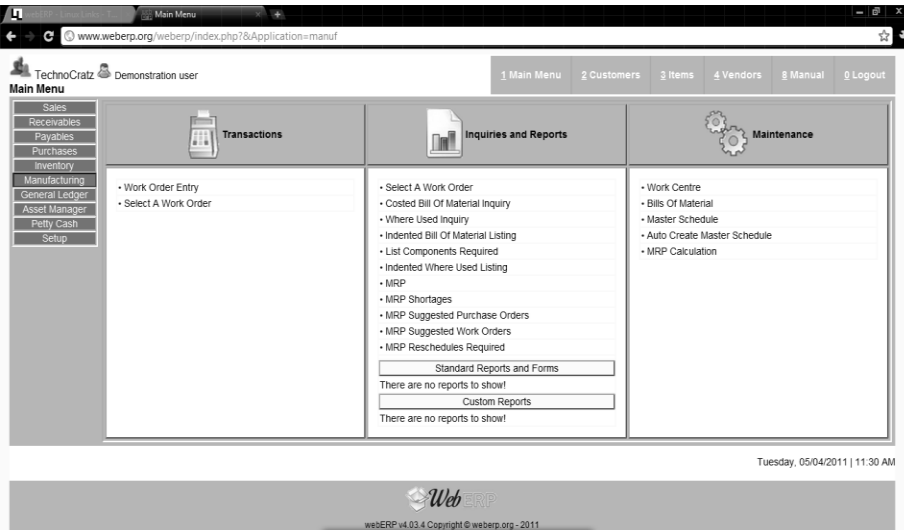 webERP - Linux Links - T...
Main Menu
www.weberp.org/weberp/index.php?&Application=manuf
TechnoCratz Demonstration user
1 Main Menu 2 Customers 3 Items 4 Vendors 8 Manual 0 Logout
Main Menu
Sales
Receivables
Payables
Purchases
Inventory
Manufacturing
General Ledger
Asset Manager
Petty Cash
Setup
Transactions
• Work Order Entry
• Select A Work Order
Inquiries and Reports
• Select A Work Order
• Costed Bill Of Material Inquiry
• Where Used Inquiry
• Indented Bill Of Material Listing
• List Components Required
• Indented Where Used Listing
• MRP
• MRP Shortages
• MRP Suggested Purchase Orders
• MRP Suggested Work Orders
• MRP Reschedules Required
Standard Reports and Forms
There are no reports to show!
Custom Reports
There are no reports to show!
Maintenance
• Work Centre
• Bills Of Material
• Master Schedule
• Auto Create Master Schedule
• MRP Calculation
Tuesday, 05/04/2011 | 11:30 AM
Web ERP
webERP v4.03.4 Copyright © weberp.org - 2011